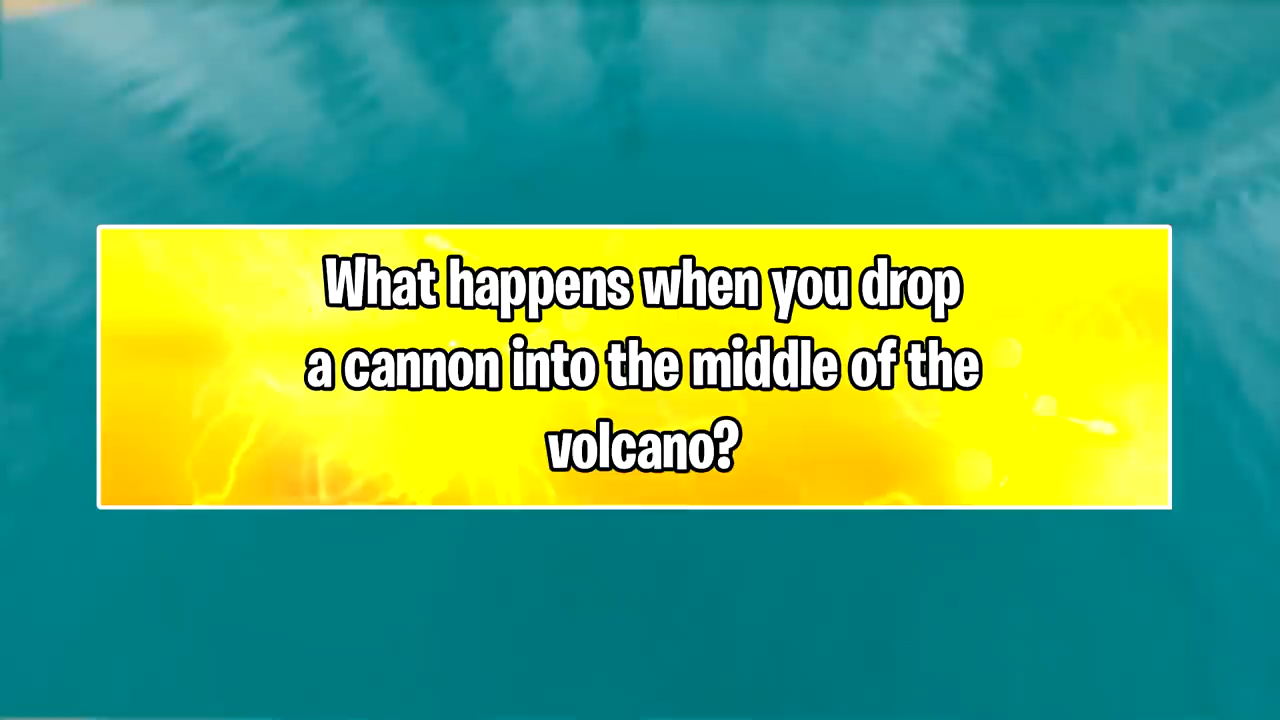 What happens when you drop
a cannon into the middle of the
volcano?